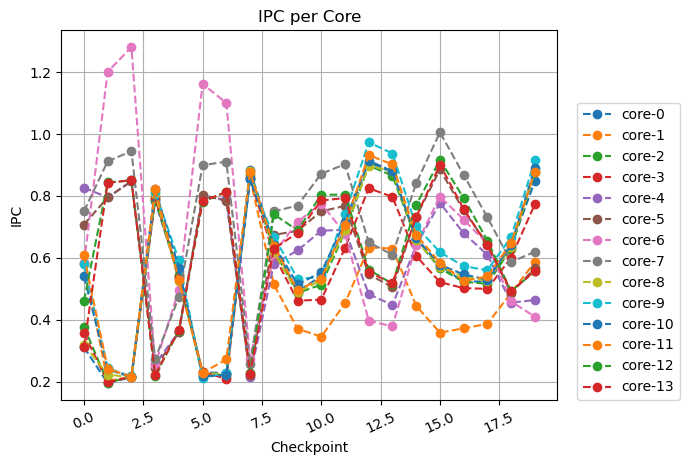 IPC per Core
IPC
1.2
1.0
0.8
0.6
0.4
0.2
0.0
2.5
5.0
7.5
10.0
12.5
15.0
17.5
Checkpoint
core-0
core-1
core-2
core-3
core-4
core-5
core-6
core-7
core-8
core-9
core-10
core-11
core-12
core-13